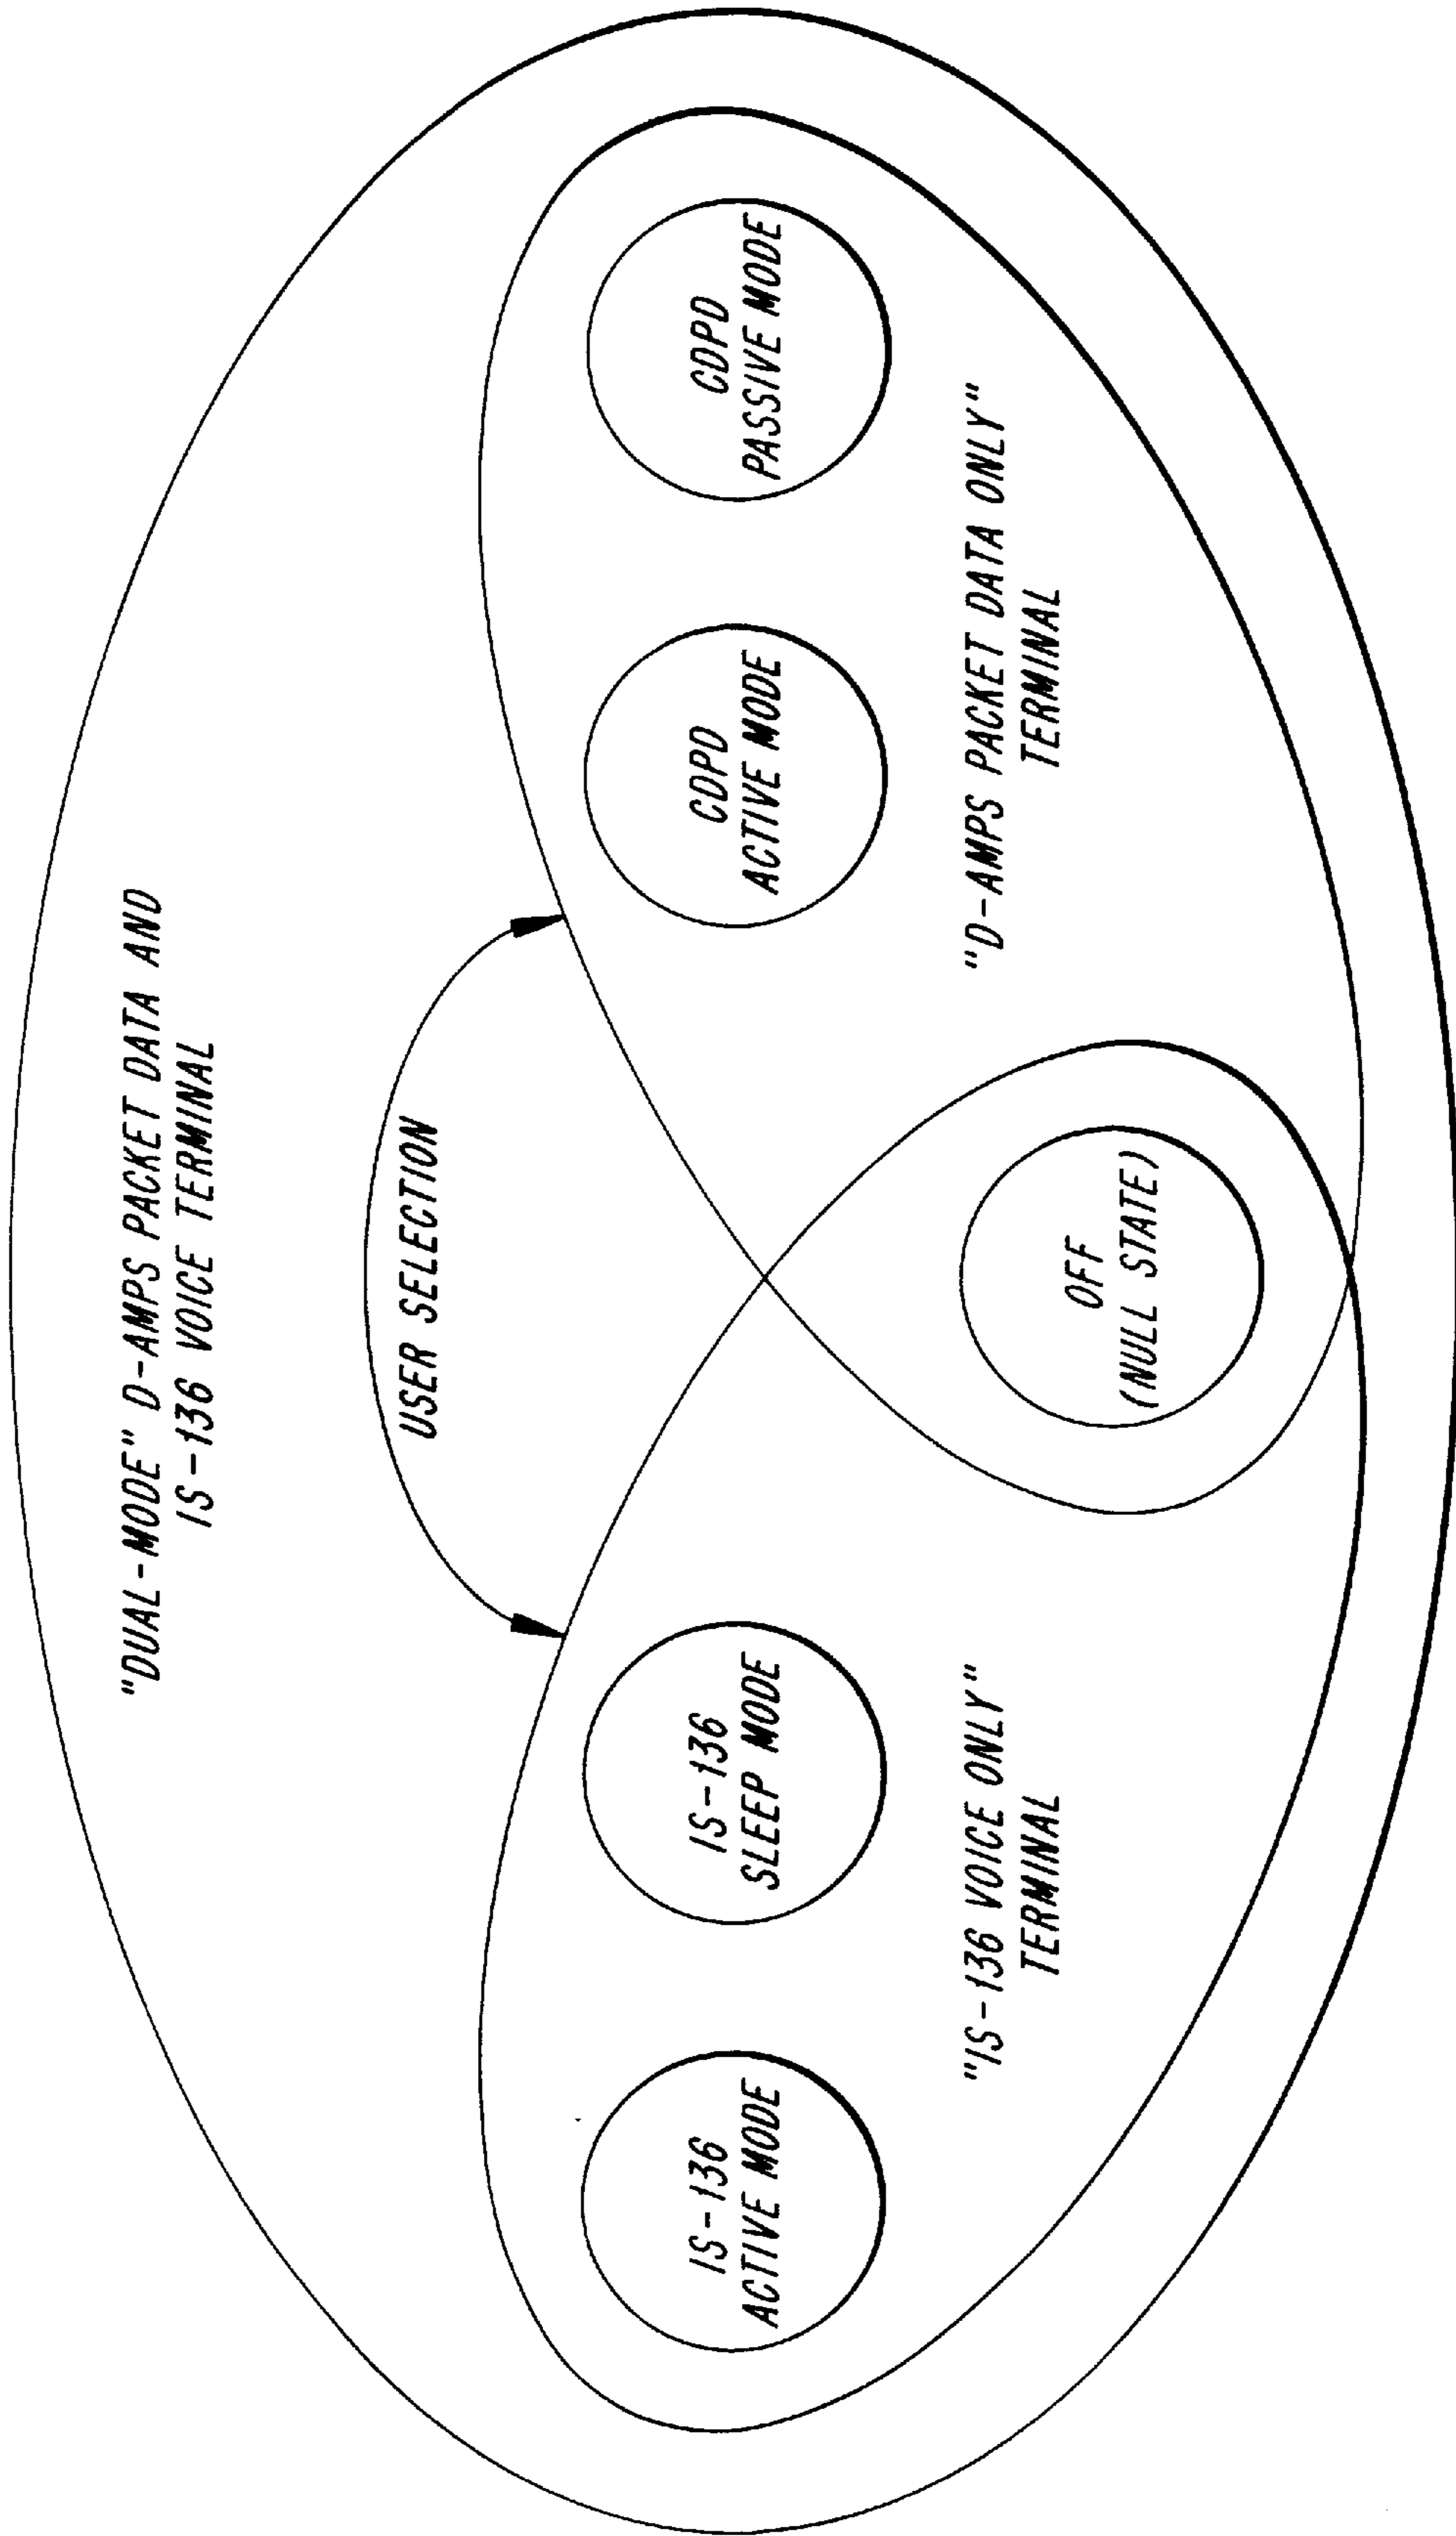 "DUAL-MODE" D-AMPS PACKET DATA AND
IS-136 VOICE TERMINAL
USER SELECTION
IS-136
ACTIVE MODE
IS-136
SLEEP MODE
CDPD
ACTIVE MODE
CDPD
PASSIVE MODE
"IS-136 VOICE ONLY"
TERMINAL
OFF
(NULL STATE)
"D-AMPS PACKET DATA ONLY"
TERMINAL